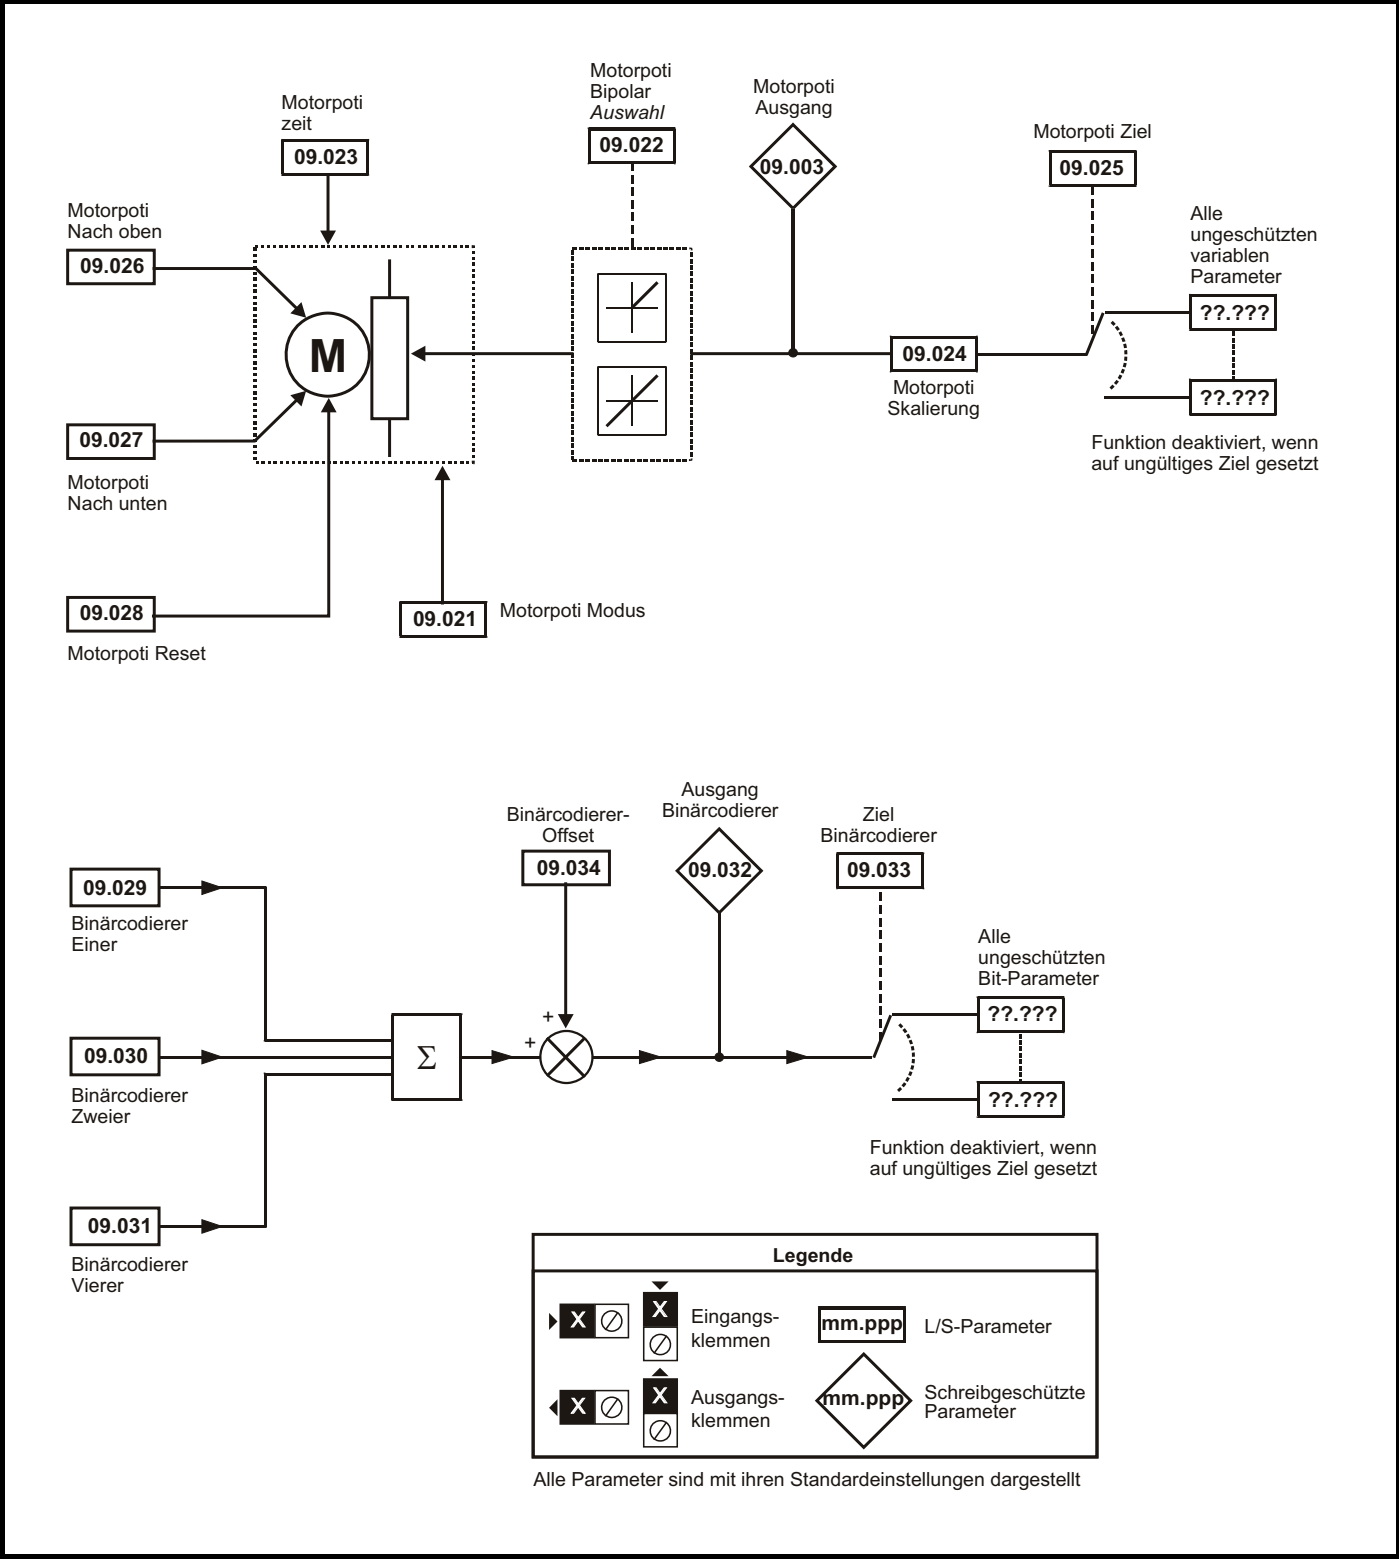 Motorpoti
zeit
09.023
Motorpoti
Bipolar
Auswahl
09.022
Motorpoti
Ausgang
09.003
Motorpoti Ziel
09.025
Motorpoti
Nach oben
09.026
Alle
ungeschützten
variablen
Parameter
??.???
??.???
M
09.024
Motorpoti
Skalierung
09.027
Motorpoti
Nach unten
Funktion deaktiviert, wenn
auf ungültiges Ziel gesetzt
09.028
Motorpoti Reset
09.021
Motorpoti Modus
Binärcodierer-
Offset
09.034
Ausgang
Binärcodierer
09.032
Ziel
Binärcodierer
09.033
09.029
Binärcodierer
Einer
Alle
ungeschützten
Bit-Parameter
??.???
??.???
+
+
Σ
09.030
Binärcodierer
Zweier
Funktion deaktiviert, wenn
auf ungültiges Ziel gesetzt
09.031
Binärcodierer
Vierer
Legende
X
X
Eingangs-
klemmen
mm.ppp
L/S-Parameter
X
X
Ausgangs-
klemmen
mm.ppp
Schreibgeschützte
Parameter
Alle Parameter sind mit ihren Standardeinstellungen dargestellt